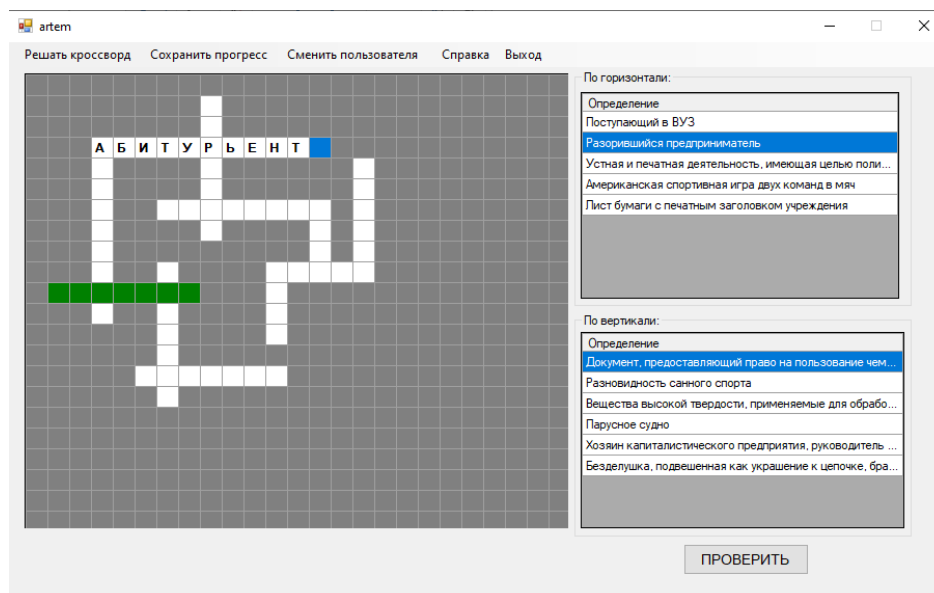 artem
Решать кроссворд Сохранить прогресс Сменить пользователя Справка Выход
По горизонтали:
Определение
Поступающий в ВУЗ
Разорившийся предприниматель
Устная и печатная деятельность, имеющая целью поли...
Американская спортивная игра двух команд в мяч
Лист бумаги с печатным заголовком учреждения
АБИТУРЬЕНТ
По вертикали:
Определение
Документ, предоставляющий право на пользование чем...
Разновидность санного спорта
Вещества высокой твердости, применяемые для обрабо...
Парусное судно
Хозяин капиталистического предприятия, руководитель ...
Безделушка, подвешенная как украшение к цепочке, бра...
ПРОВЕРИТЬ